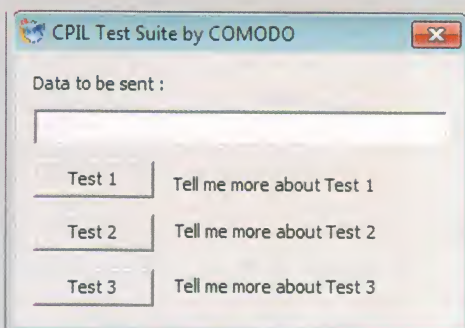 CPIL Test Suite by COMODO
Data to be sent :
Test 1 Tell me more about Test 1
Test 2 Tell me more about Test 2
Test 3 Tell me more about Test 3